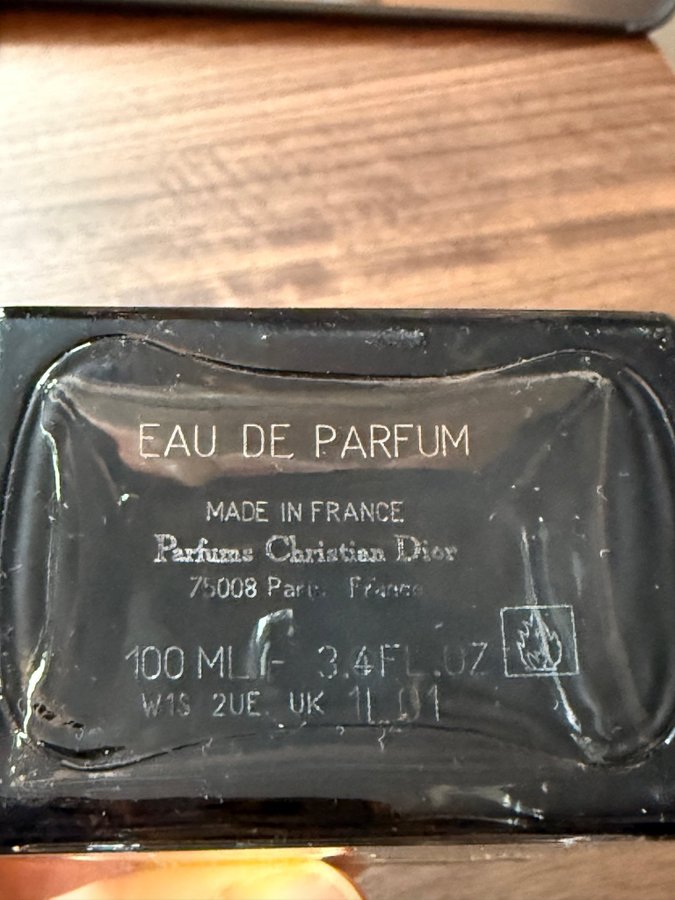 EAU DE PARFUM
MADE IN FRANCE
Parfums Christian Dior
75008 Paris France
100 ML 3.4 FL.OZ
W1S 2UE UK 1L01